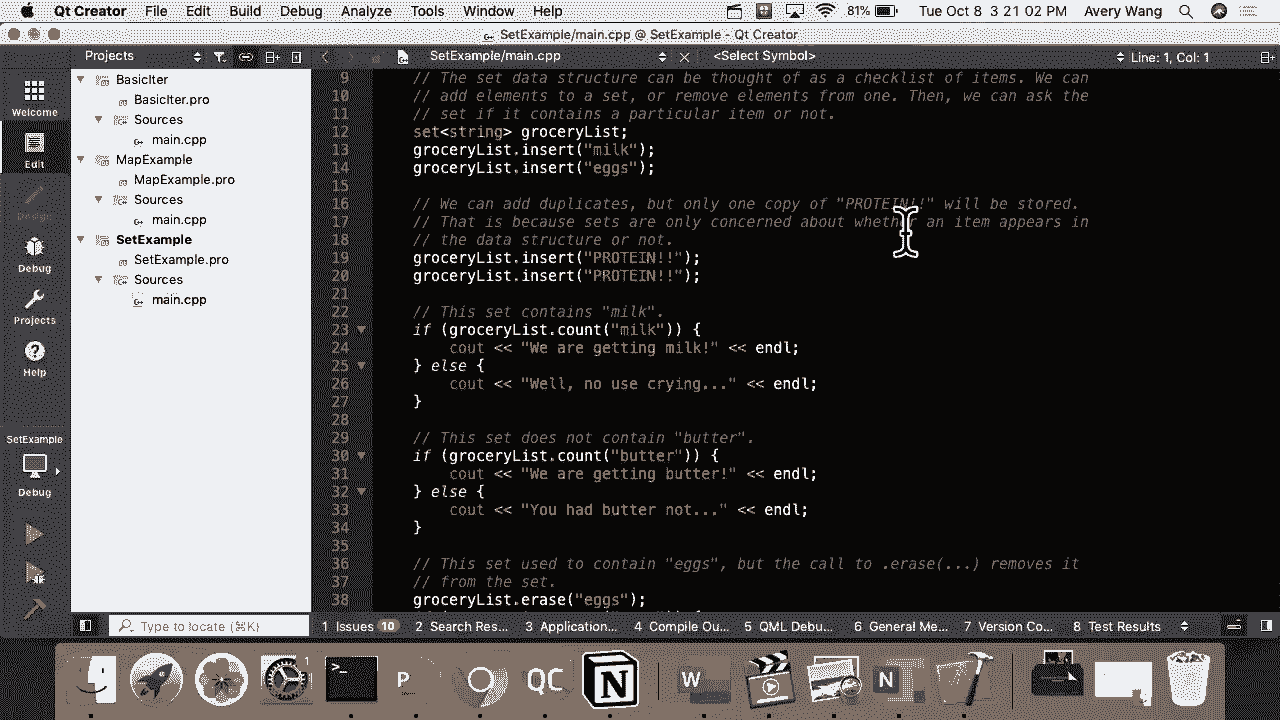 Qt Creator File Edit Build Debug Analyze Tools Window Help 81% Tue Oct 8 3 21 02 PM Avery Wang
SetExample/main.cpp @ SetExample - Qt Creator
Projects SetExample/main.cpp <Select Symbol> Line: 1, Col: 1
Welcome
Edit
Design
Debug
Projects
Help
SetExample
Debug
BasicIter
BasicIter.pro
Sources
main.cpp
MapExample
MapExample.pro
Sources
main.cpp
SetExample
SetExample.pro
Sources
main.cpp
9 // The set data structure can be thought of as a checklist of items. We can
10 // add elements to a set, or remove elements from one. Then, we can ask the
11 // set if it contains a particular item or not.
12 set<string> groceryList;
13 groceryList.insert("milk");
14 groceryList.insert("eggs");
15
16 // We can add duplicates, but only one copy of "PROTEIN!!" will be stored.
17 // That is because sets are only concerned about whether an item appears in
18 // the data structure or not.
19 groceryList.insert("PROTEIN!!");
20 groceryList.insert("PROTEIN!!");
21
22 // This set contains "milk".
23 if (groceryList.count("milk")) {
24 cout << "We are getting milk!" << endl;
25 } else {
26 cout << "Well, no use crying..." << endl;
27 }
28
29 // This set does not contain "butter".
30 if (groceryList.count("butter")) {
31 cout << "We are getting butter!" << endl;
32 } else {
33 cout << "You had butter not..." << endl;
34 }
35
36 // This set used to contain "eggs", but the call to .erase(...) removes it
37 // from the set.
38 groceryList.erase("eggs");
Type to locate (⌘K) 1 Issues 10 2 Search Res... 3 Application... 4 Compile Ou... 5 QML Debu... 6 General Me... 7 Version Co... 8 Test Results
>_ P QC N W N